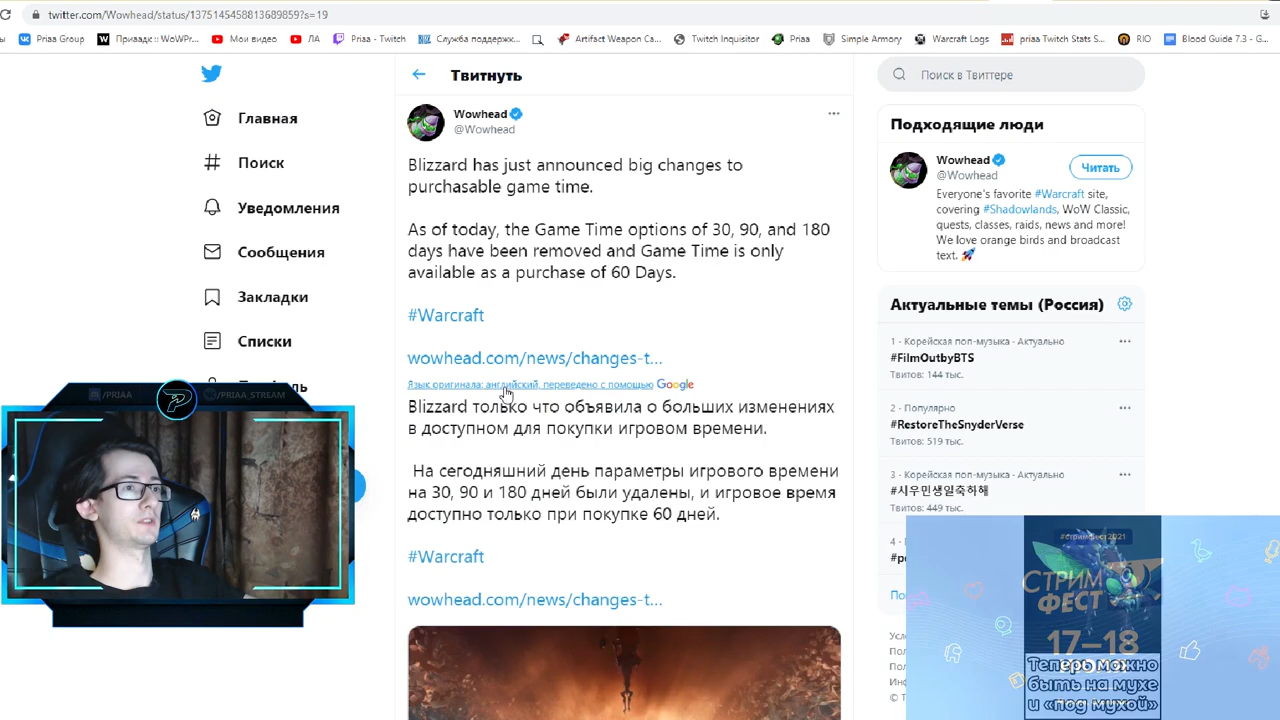 twitter.com/Wowhead/status/1375145458813689859?s=19
Priaa Group
Приаадк :: WoWPr...
Мои видео
ЛА
Priaa - Twitch
Служба поддержк...
Artifact Weapon Ca...
Twitch Inquisitor
Priaa
Simple Armory
Warcraft Logs
priaa Twitch Stats S...
RIO
Blood Guide 7.3 - G...
Главная
Поиск
Уведомления
Сообщения
Закладки
Списки
Твитнуть
Wowhead
@Wowhead
Blizzard has just announced big changes to
purchasable game time.
As of today, the Game Time options of 30, 90, and 180
days have been removed and Game Time is only
available as a purchase of 60 Days.
#Warcraft
wowhead.com/news/changes-t...
Язык оригинала: английский, переведено с помощью Google
Blizzard только что объявила о больших изменениях
в доступном для покупки игровом времени.
На сегодняшний день параметры игрового времени
на 30, 90 и 180 дней были удалены, и игровое время
доступно только при покупке 60 дней.
#Warcraft
wowhead.com/news/changes-t...
Поиск в Твиттере
Подходящие люди
Wowhead
@Wowhead
Читать
Everyone's favorite #Warcraft site,
covering #Shadowlands, WoW Classic,
quests, classes, raids, news and more!
We love orange birds and broadcast
text.
Актуальные темы (Россия)
1 - Корейская поп-музыка - Актуально
#FilmOutbyBTS
Твитов: 144 тыс.
2 - Популярно
#RestoreTheSnyderVerse
Твитов: 519 тыс.
3 - Корейская поп-музыка - Актуально
#시우민생일축하해
Твитов: 449 тыс.
/PRIAA
/PRIAA_STREAM
#стримфест2021
СТРИМ
ФЕСТ
17–18
Теперь можно
быть на мухе
и «под мухой»